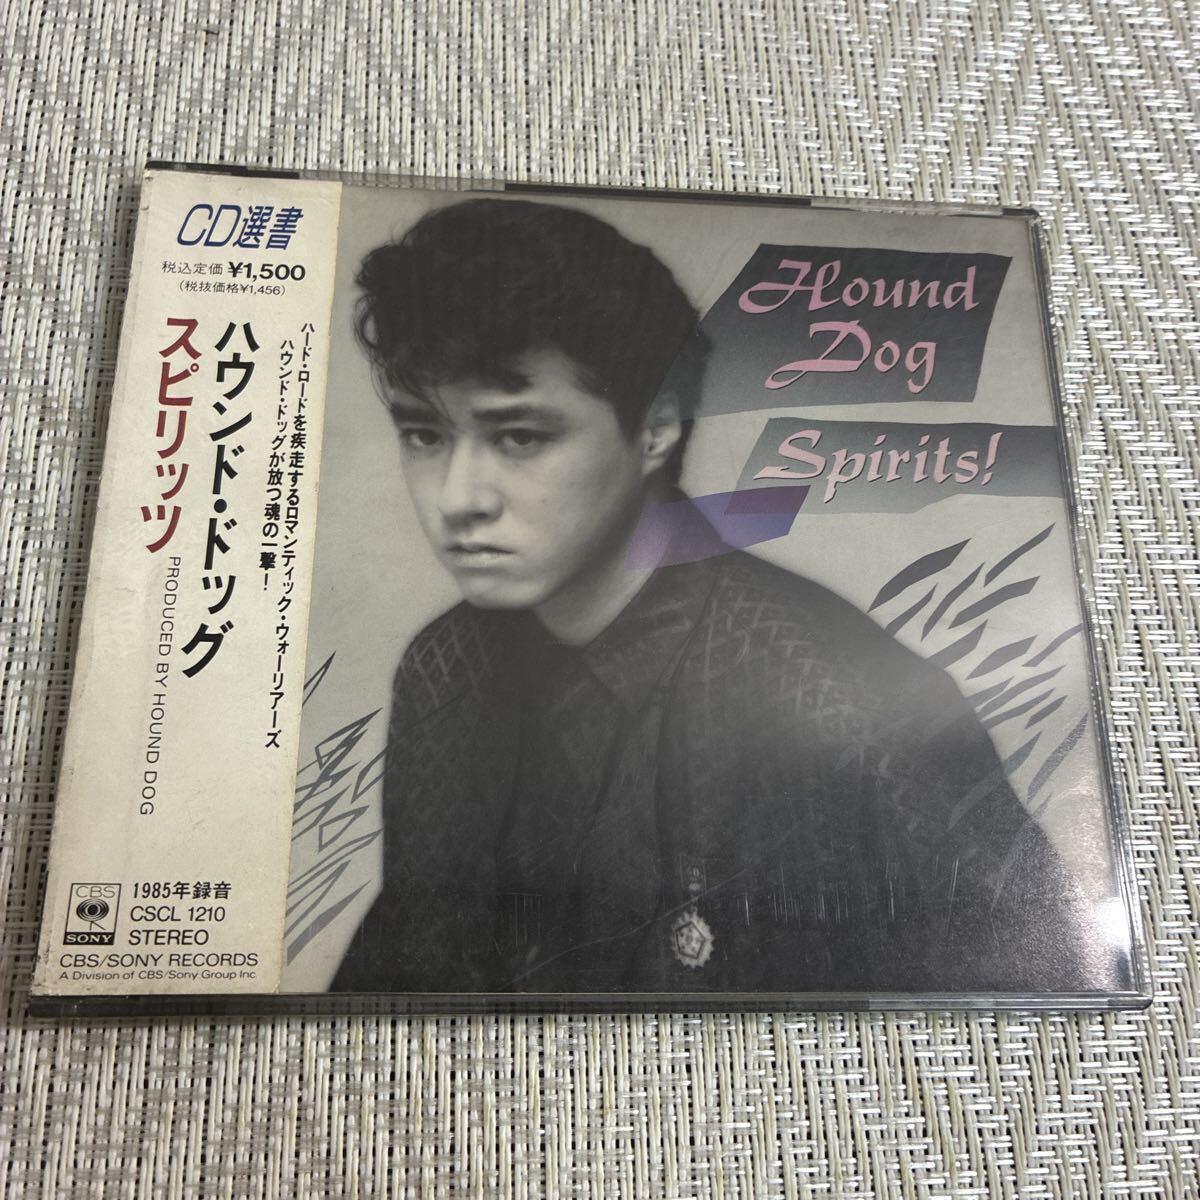 CD選書
税込定価¥1,500
(税抜価格¥1,456)
ハード・ロードを疾走するロマンティック・ウォーリアーズ
ハウンド・ドッグが放つ魂の一撃!
ハウンド・ドッグ
スピリッツ
PRODUCED BY HOUND DOG
CBS
SONY
1985年録音
CSCL 1210
STEREO
CBS/SONY RECORDS
A Division of CBS/Sony Group Inc.
Hound
Dog
Spirits!